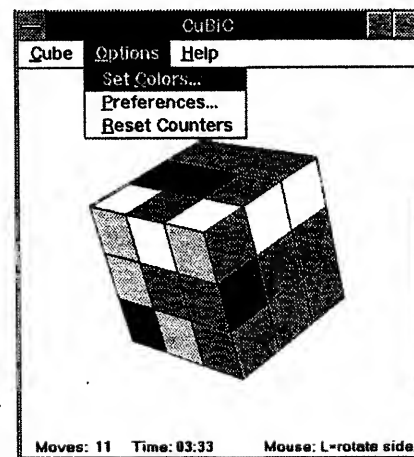 CuBiC
Cube Options Help
Set Colors...
Preferences...
Reset Counters
Moves: 11 Time: 03:33 Mouse: L=rotate side